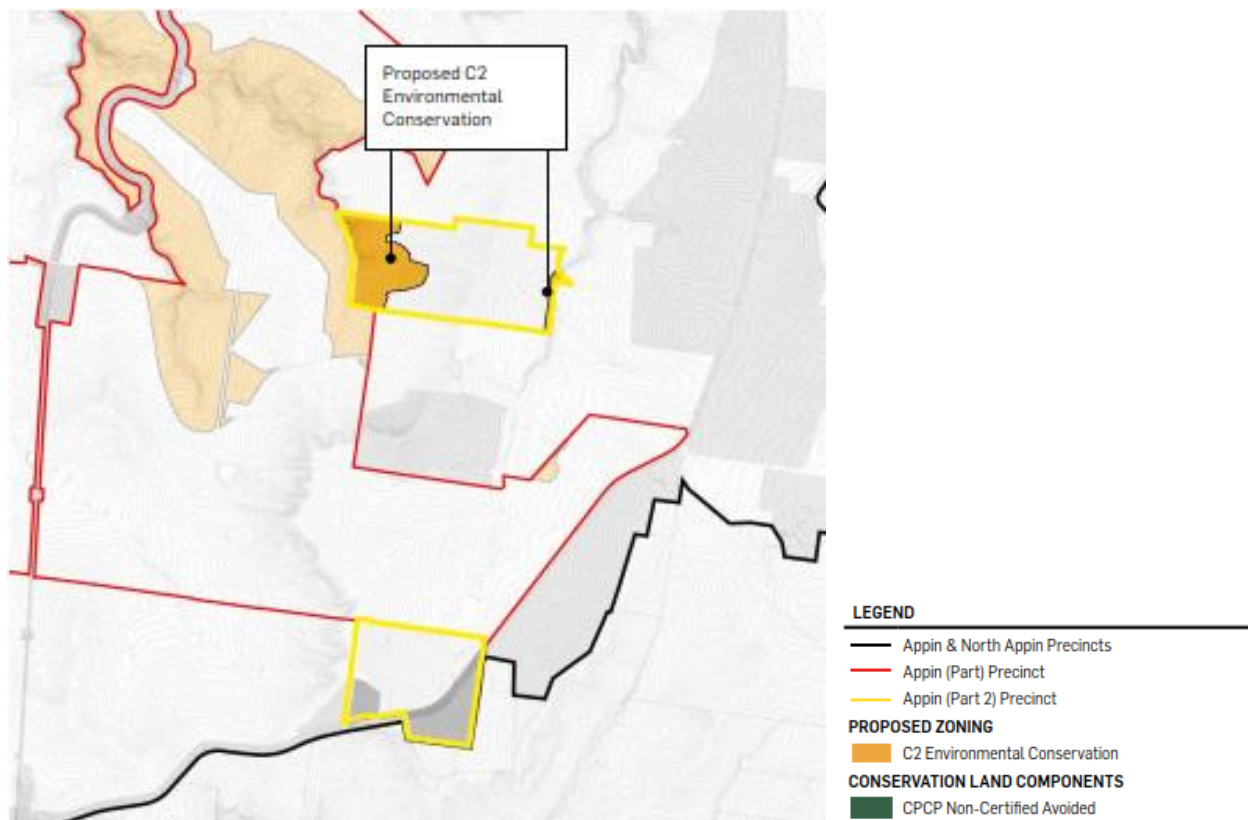 Proposed C2
Environmental
Conservation
LEGEND
Appin & North Appin Precincts
Appin (Part) Precinct
Appin (Part 2) Precinct
PROPOSED ZONING
C2 Environmental Conservation
CONSERVATION LAND COMPONENTS
CPCP Non-Certified Avoided